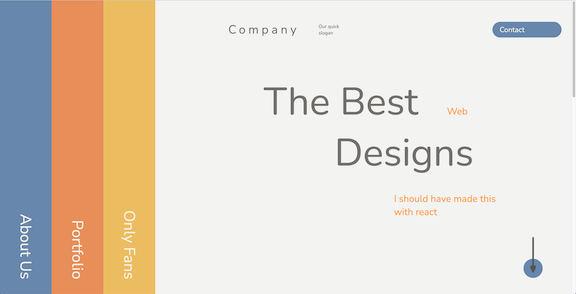 Company
Our quick
slogan
Contact
The Best
Web
Designs
I should have made this
with react
About Us
Portfolio
Only Fans